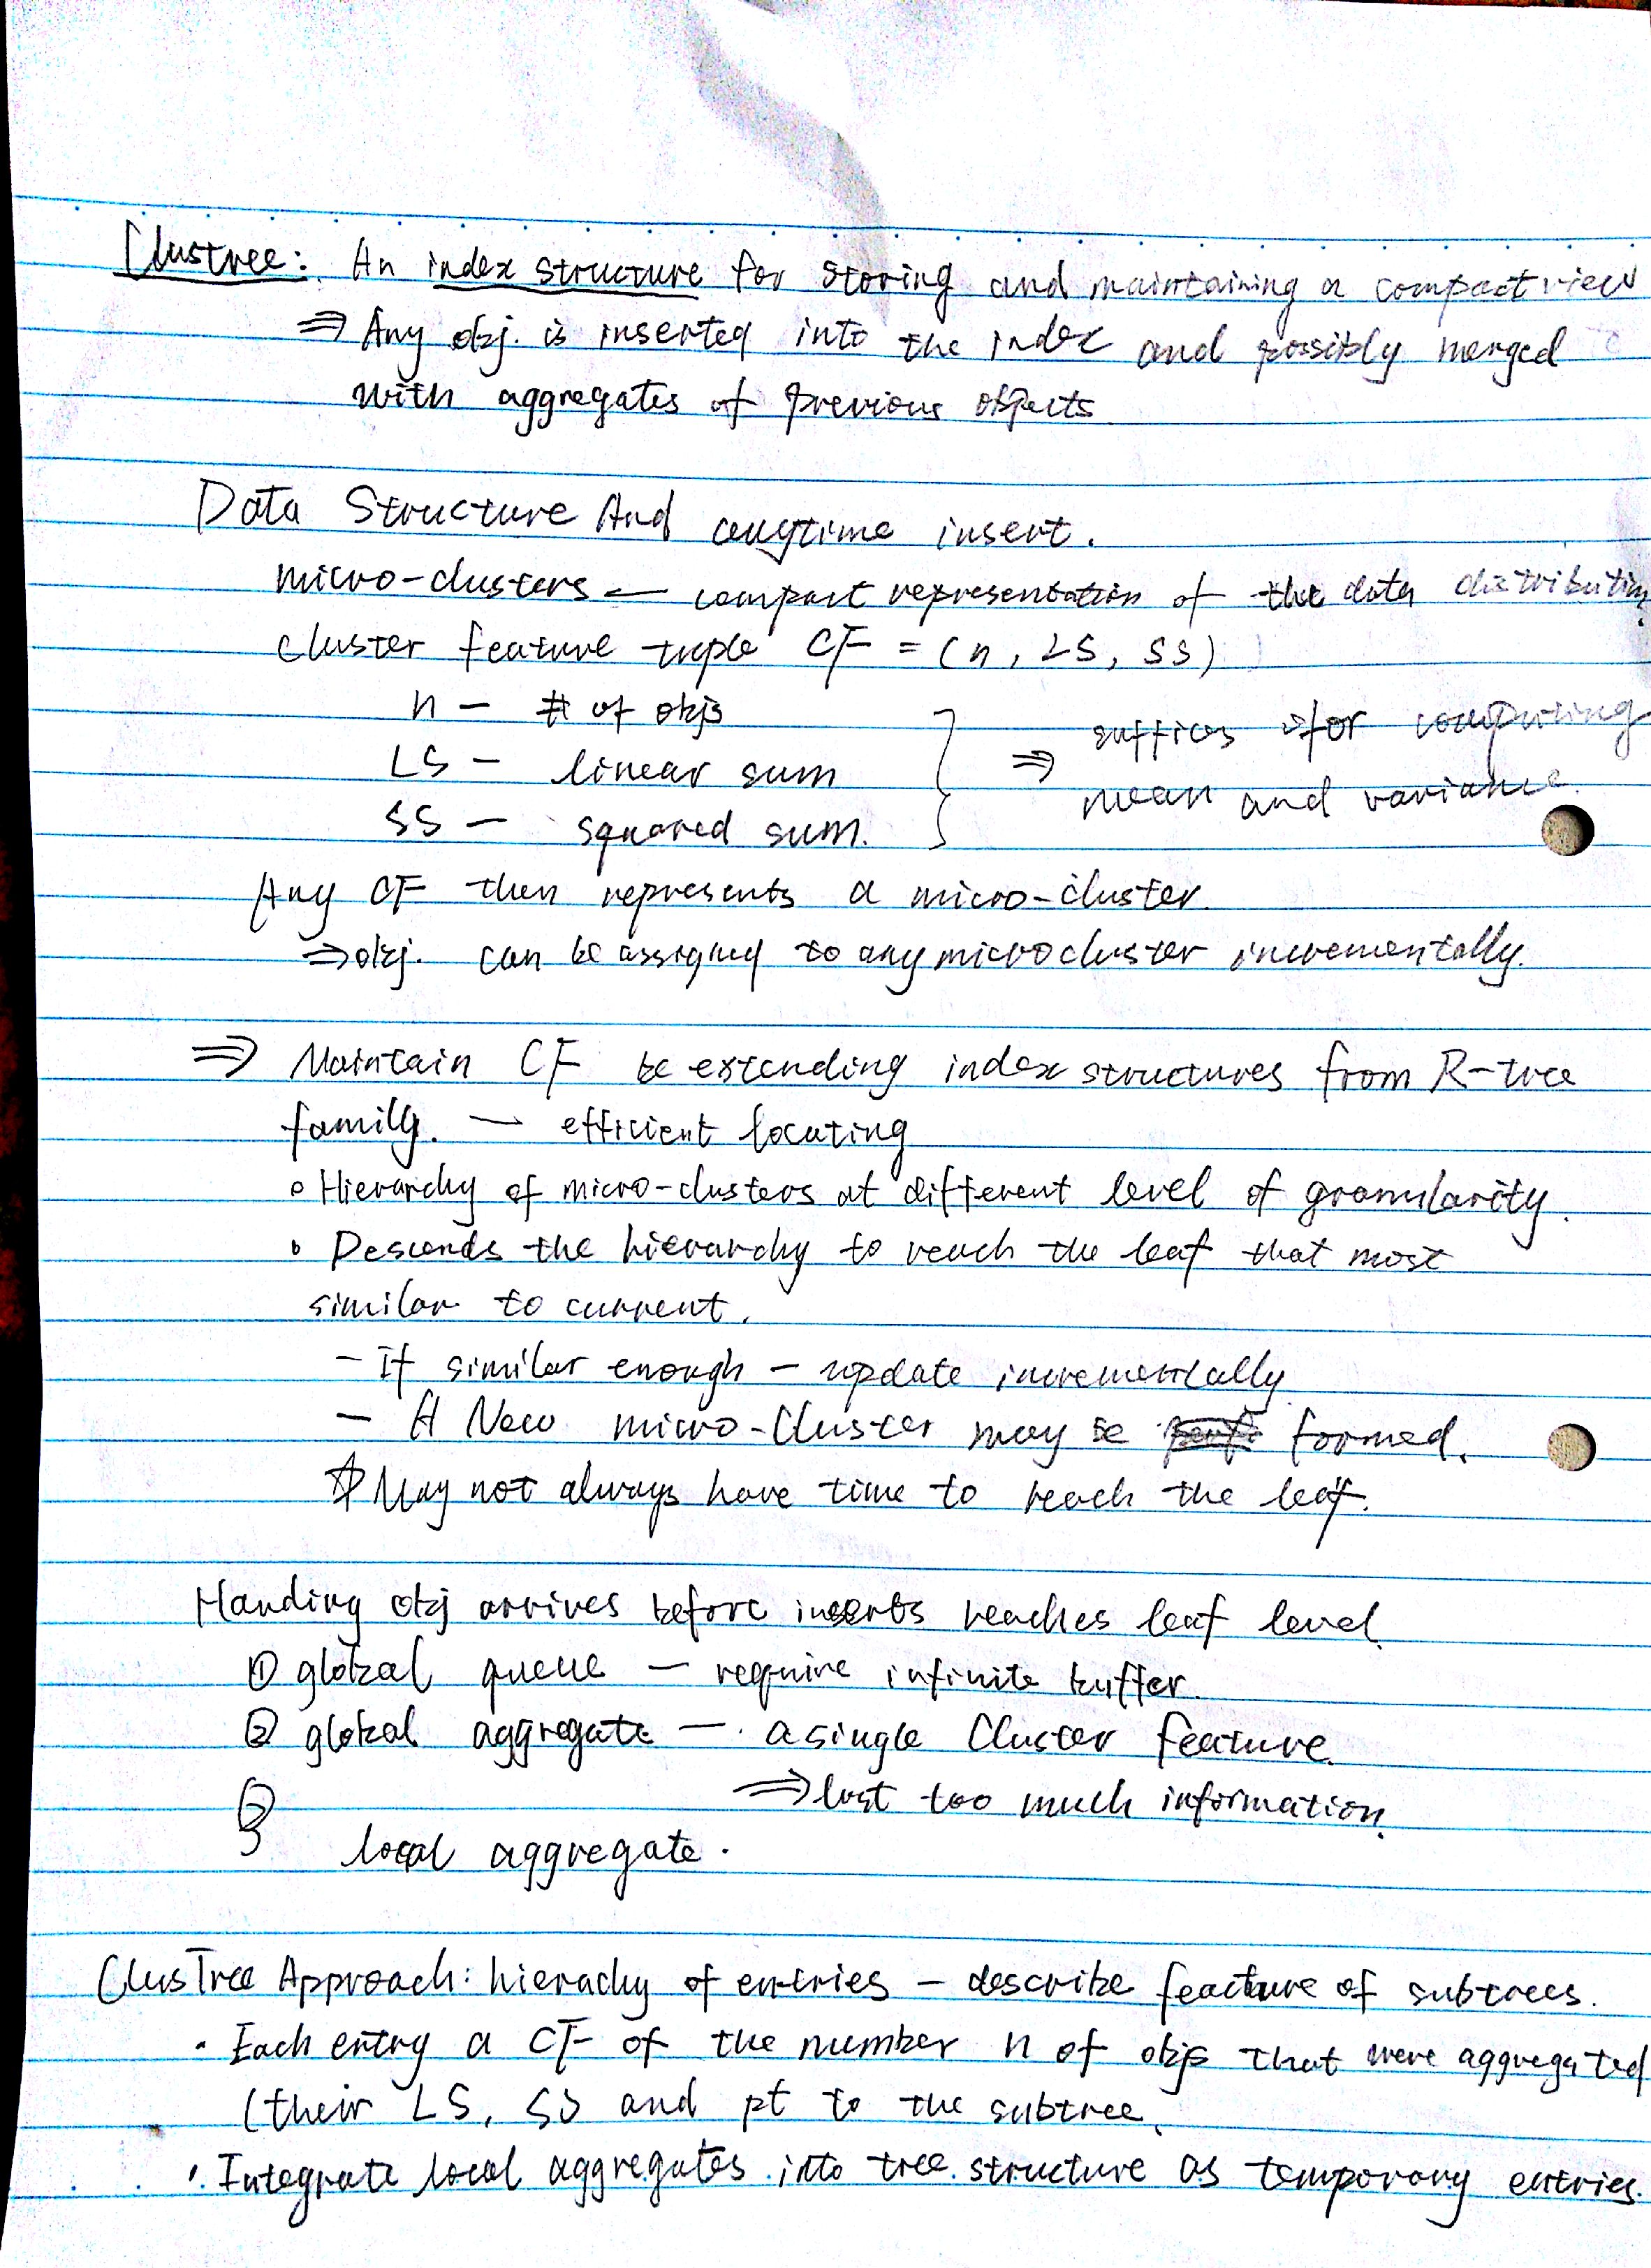 Clustree: An index structure for storing and maintaining a compact view
⇒ Any obj. is inserted into the index and possibly merged
with aggregates of previous objects
Data Structure And anytime insert.
micro-clusters — compact representation of the data distribution.
cluster feature tuple CF = (n, LS, SS)
n — # of objs
LS — linear sum
SS — squared sum.
⇒ suffices for computing
mean and variance.
Any CF then represents a micro-cluster.
⇒ obj. can be assigned to any microcluster incrementally.
⇒ Maintain CF be extending index structures from R-tree
family. — efficient locating
• Hierarchy of micro-clusters at different level of granularity.
• Descends the hierarchy to reach the leaf that most
similar to current.
- If similar enough - update incrementally
- A New micro-Cluster may be formed.
☆ May not always have time to reach the leaf.
Handing obj arrives before inserts reaches leaf level.
① global queue — require infinite buffer.
② global aggregate — a single Cluster feature.
⇒ lost too much information.
③ local aggregate.
ClusTree Approach: hierachy of entries - describe feature of subtrees.
• Each entry a CF of the number n of objs that were aggregated
(their LS, SS and pt to the subtree.
• Integrate local aggregates into tree structure as temporary entries.